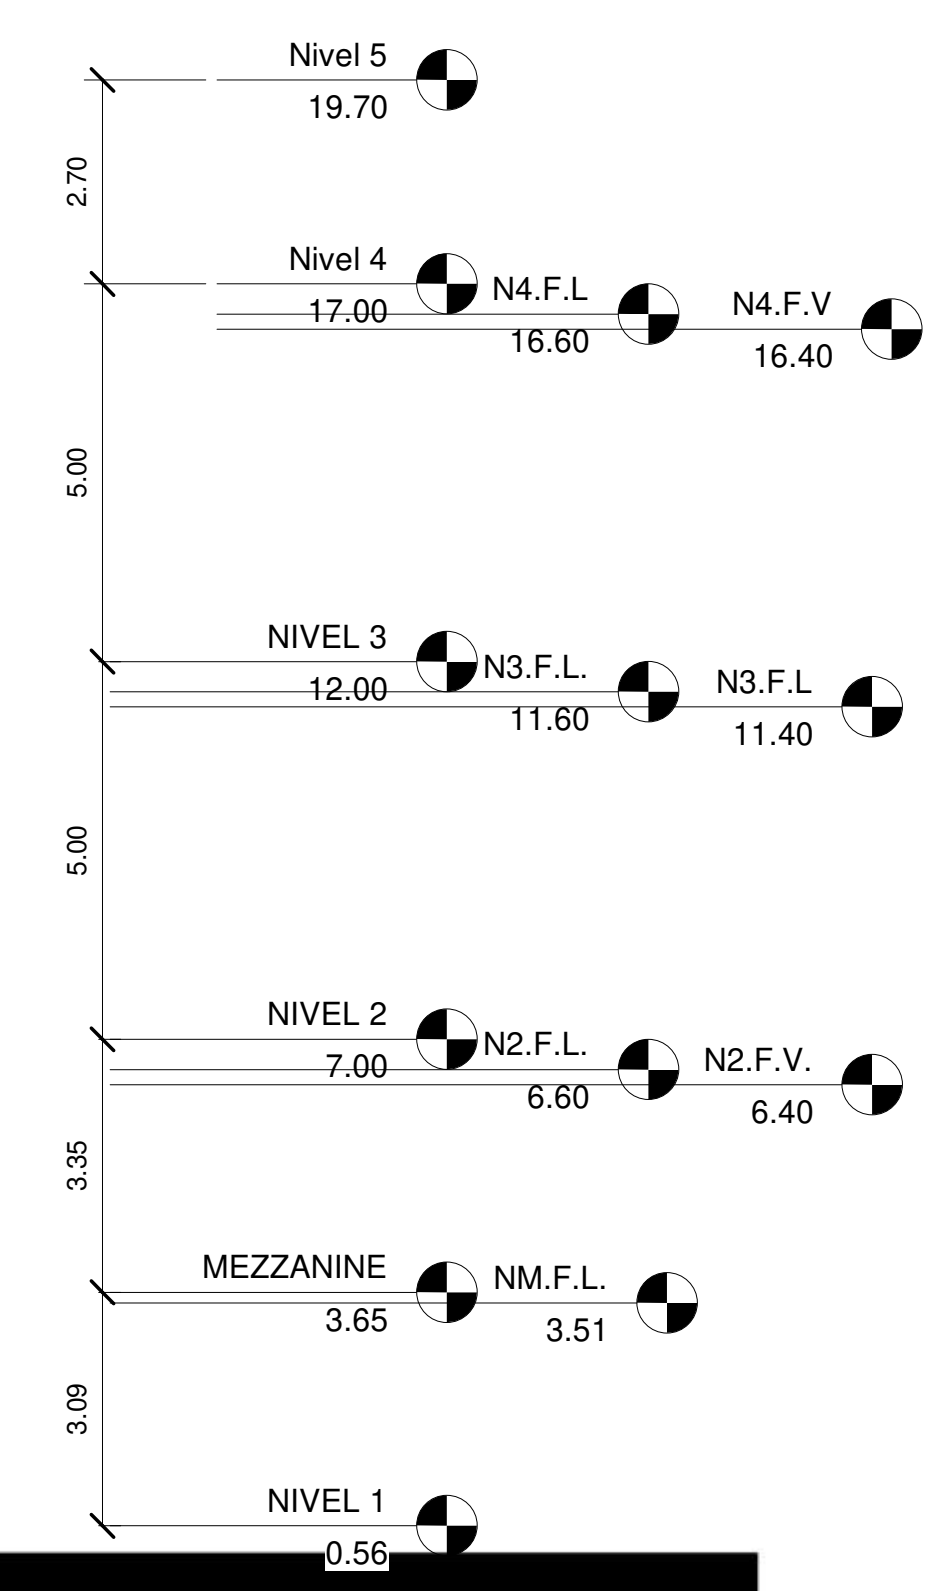 Nivel 5
19.70
2.70
Nivel 4
17.00
N4.F.L
16.60
N4.F.V
16.40
5.00
NIVEL 3
12.00
N3.F.L.
11.60
N3.F.L
11.40
5.00
NIVEL 2
7.00
N2.F.L.
6.60
N2.F.V.
6.40
3.35
MEZZANINE
3.65
NM.F.L.
3.51
3.09
NIVEL 1
0.56